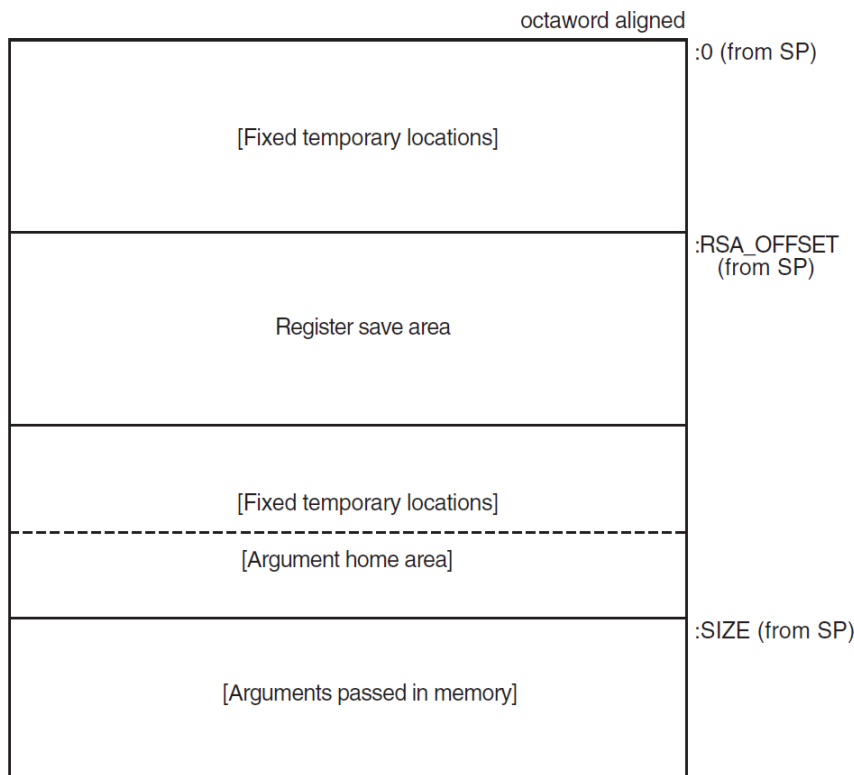 octaword aligned
:0 (from SP)
[Fixed temporary locations]
:RSA_OFFSET
(from SP)
Register save area
[Fixed temporary locations]
[Argument home area]
:SIZE (from SP)
[Arguments passed in memory]